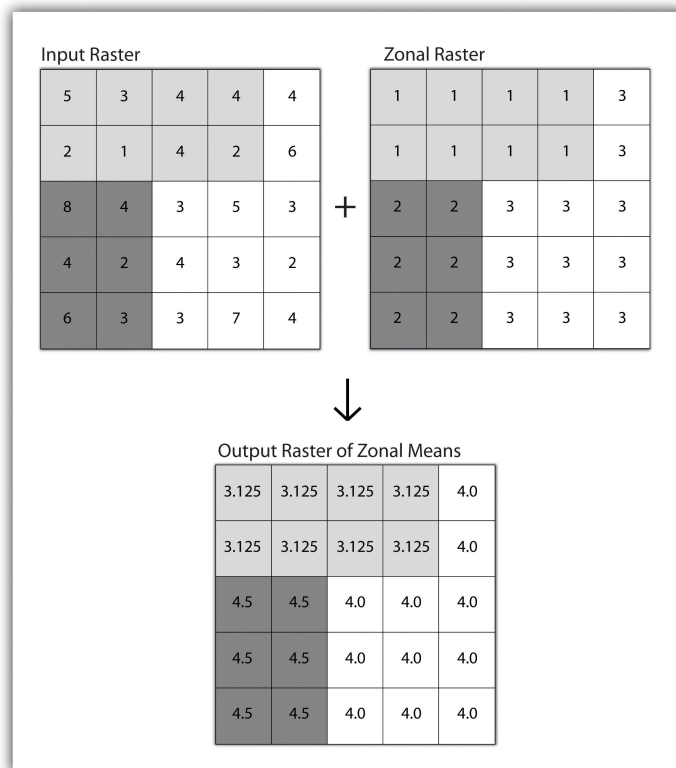 Input Raster
5 3 4 4 4
2 1 4 2 6
8 4 3 5 3
4 2 4 3 2
6 3 3 7 4
+
Zonal Raster
1 1 1 1 3
1 1 1 1 3
2 2 3 3 3
2 2 3 3 3
2 2 3 3 3
Output Raster of Zonal Means
3.125 3.125 3.125 3.125 4.0
3.125 3.125 3.125 3.125 4.0
4.5 4.5 4.0 4.0 4.0
4.5 4.5 4.0 4.0 4.0
4.5 4.5 4.0 4.0 4.0